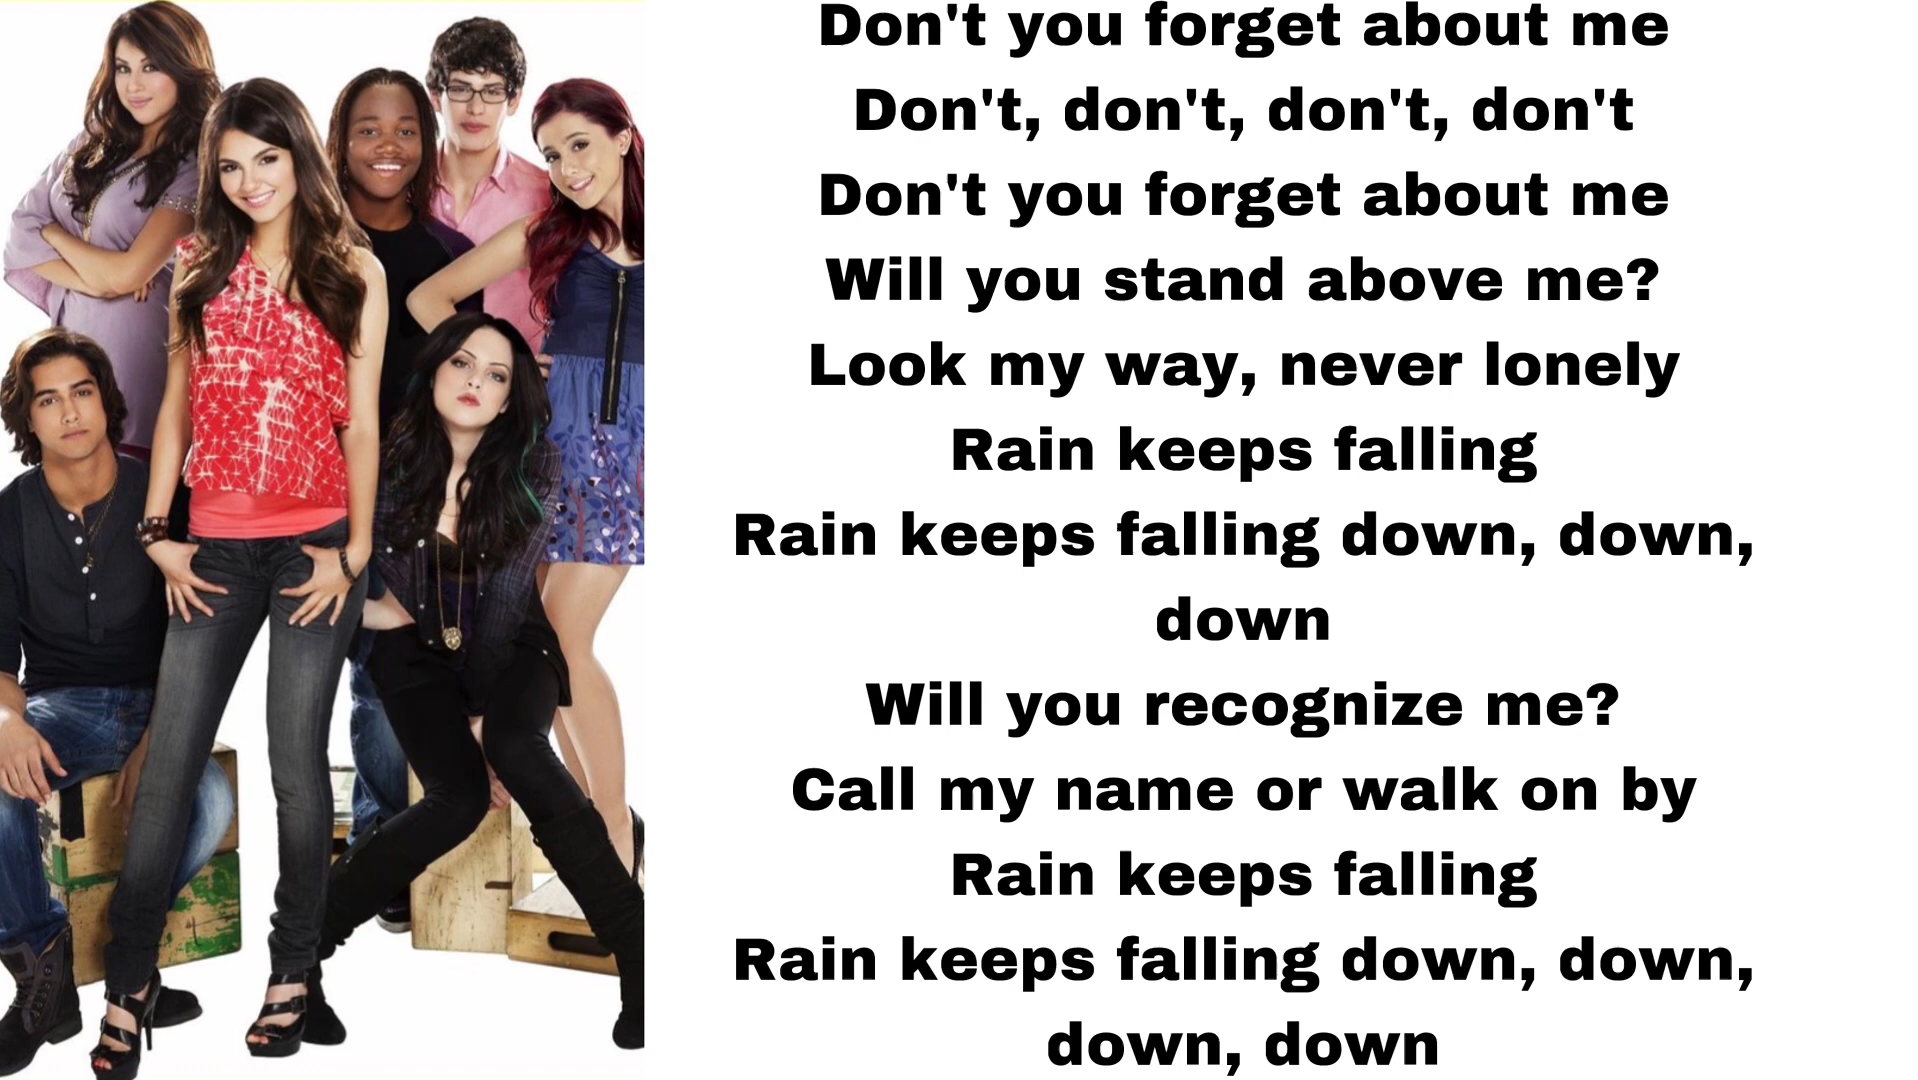 Don't you forget about me
Don't, don't, don't, don't
Don't you forget about me
Will you stand above me?
Look my way, never lonely
Rain keeps falling
Rain keeps falling down, down,
down
Will you recognize me?
Call my name or walk on by
Rain keeps falling
Rain keeps falling down, down,
down, down